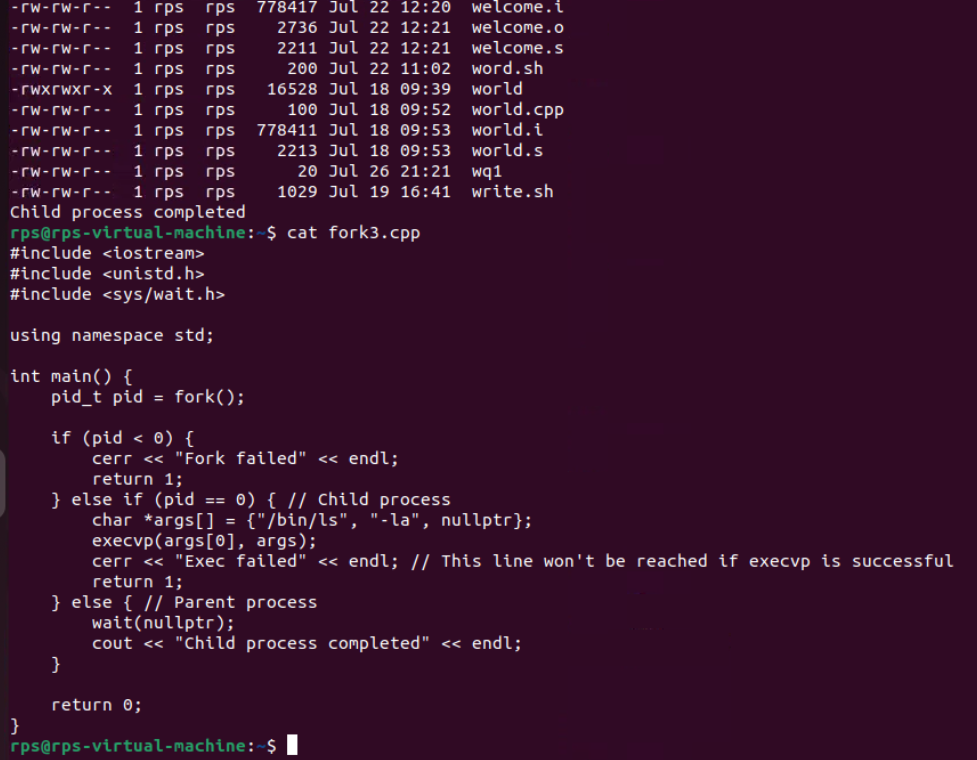 -rw-rw-r--  1 rps  rps  778417 Jul 22 12:20  welcome.i
-rw-rw-r--  1 rps  rps    2736 Jul 22 12:21  welcome.o
-rw-rw-r--  1 rps  rps    2211 Jul 22 12:21  welcome.s
-rw-rw-r--  1 rps  rps     200 Jul 22 11:02  word.sh
-rwxrwxr-x  1 rps  rps   16528 Jul 18 09:39  world
-rw-rw-r--  1 rps  rps     100 Jul 18 09:52  world.cpp
-rw-rw-r--  1 rps  rps  778411 Jul 18 09:53  world.i
-rw-rw-r--  1 rps  rps    2213 Jul 18 09:53  world.s
-rw-rw-r--  1 rps  rps      20 Jul 26 21:21  wq1
-rw-rw-r--  1 rps  rps    1029 Jul 19 16:41  write.sh
Child process completed
rps@rps-virtual-machine:~$ cat fork3.cpp
#include <iostream>
#include <unistd.h>
#include <sys/wait.h>

using namespace std;

int main() {
    pid_t pid = fork();

    if (pid < 0) {
        cerr << "Fork failed" << endl;
        return 1;
    } else if (pid == 0) { // Child process
        char *args[] = {"/bin/ls", "-la", nullptr};
        execvp(args[0], args);
        cerr << "Exec failed" << endl; // This line won't be reached if execvp is successful
        return 1;
    } else { // Parent process
        wait(nullptr);
        cout << "Child process completed" << endl;
    }

    return 0;
}
rps@rps-virtual-machine:~$